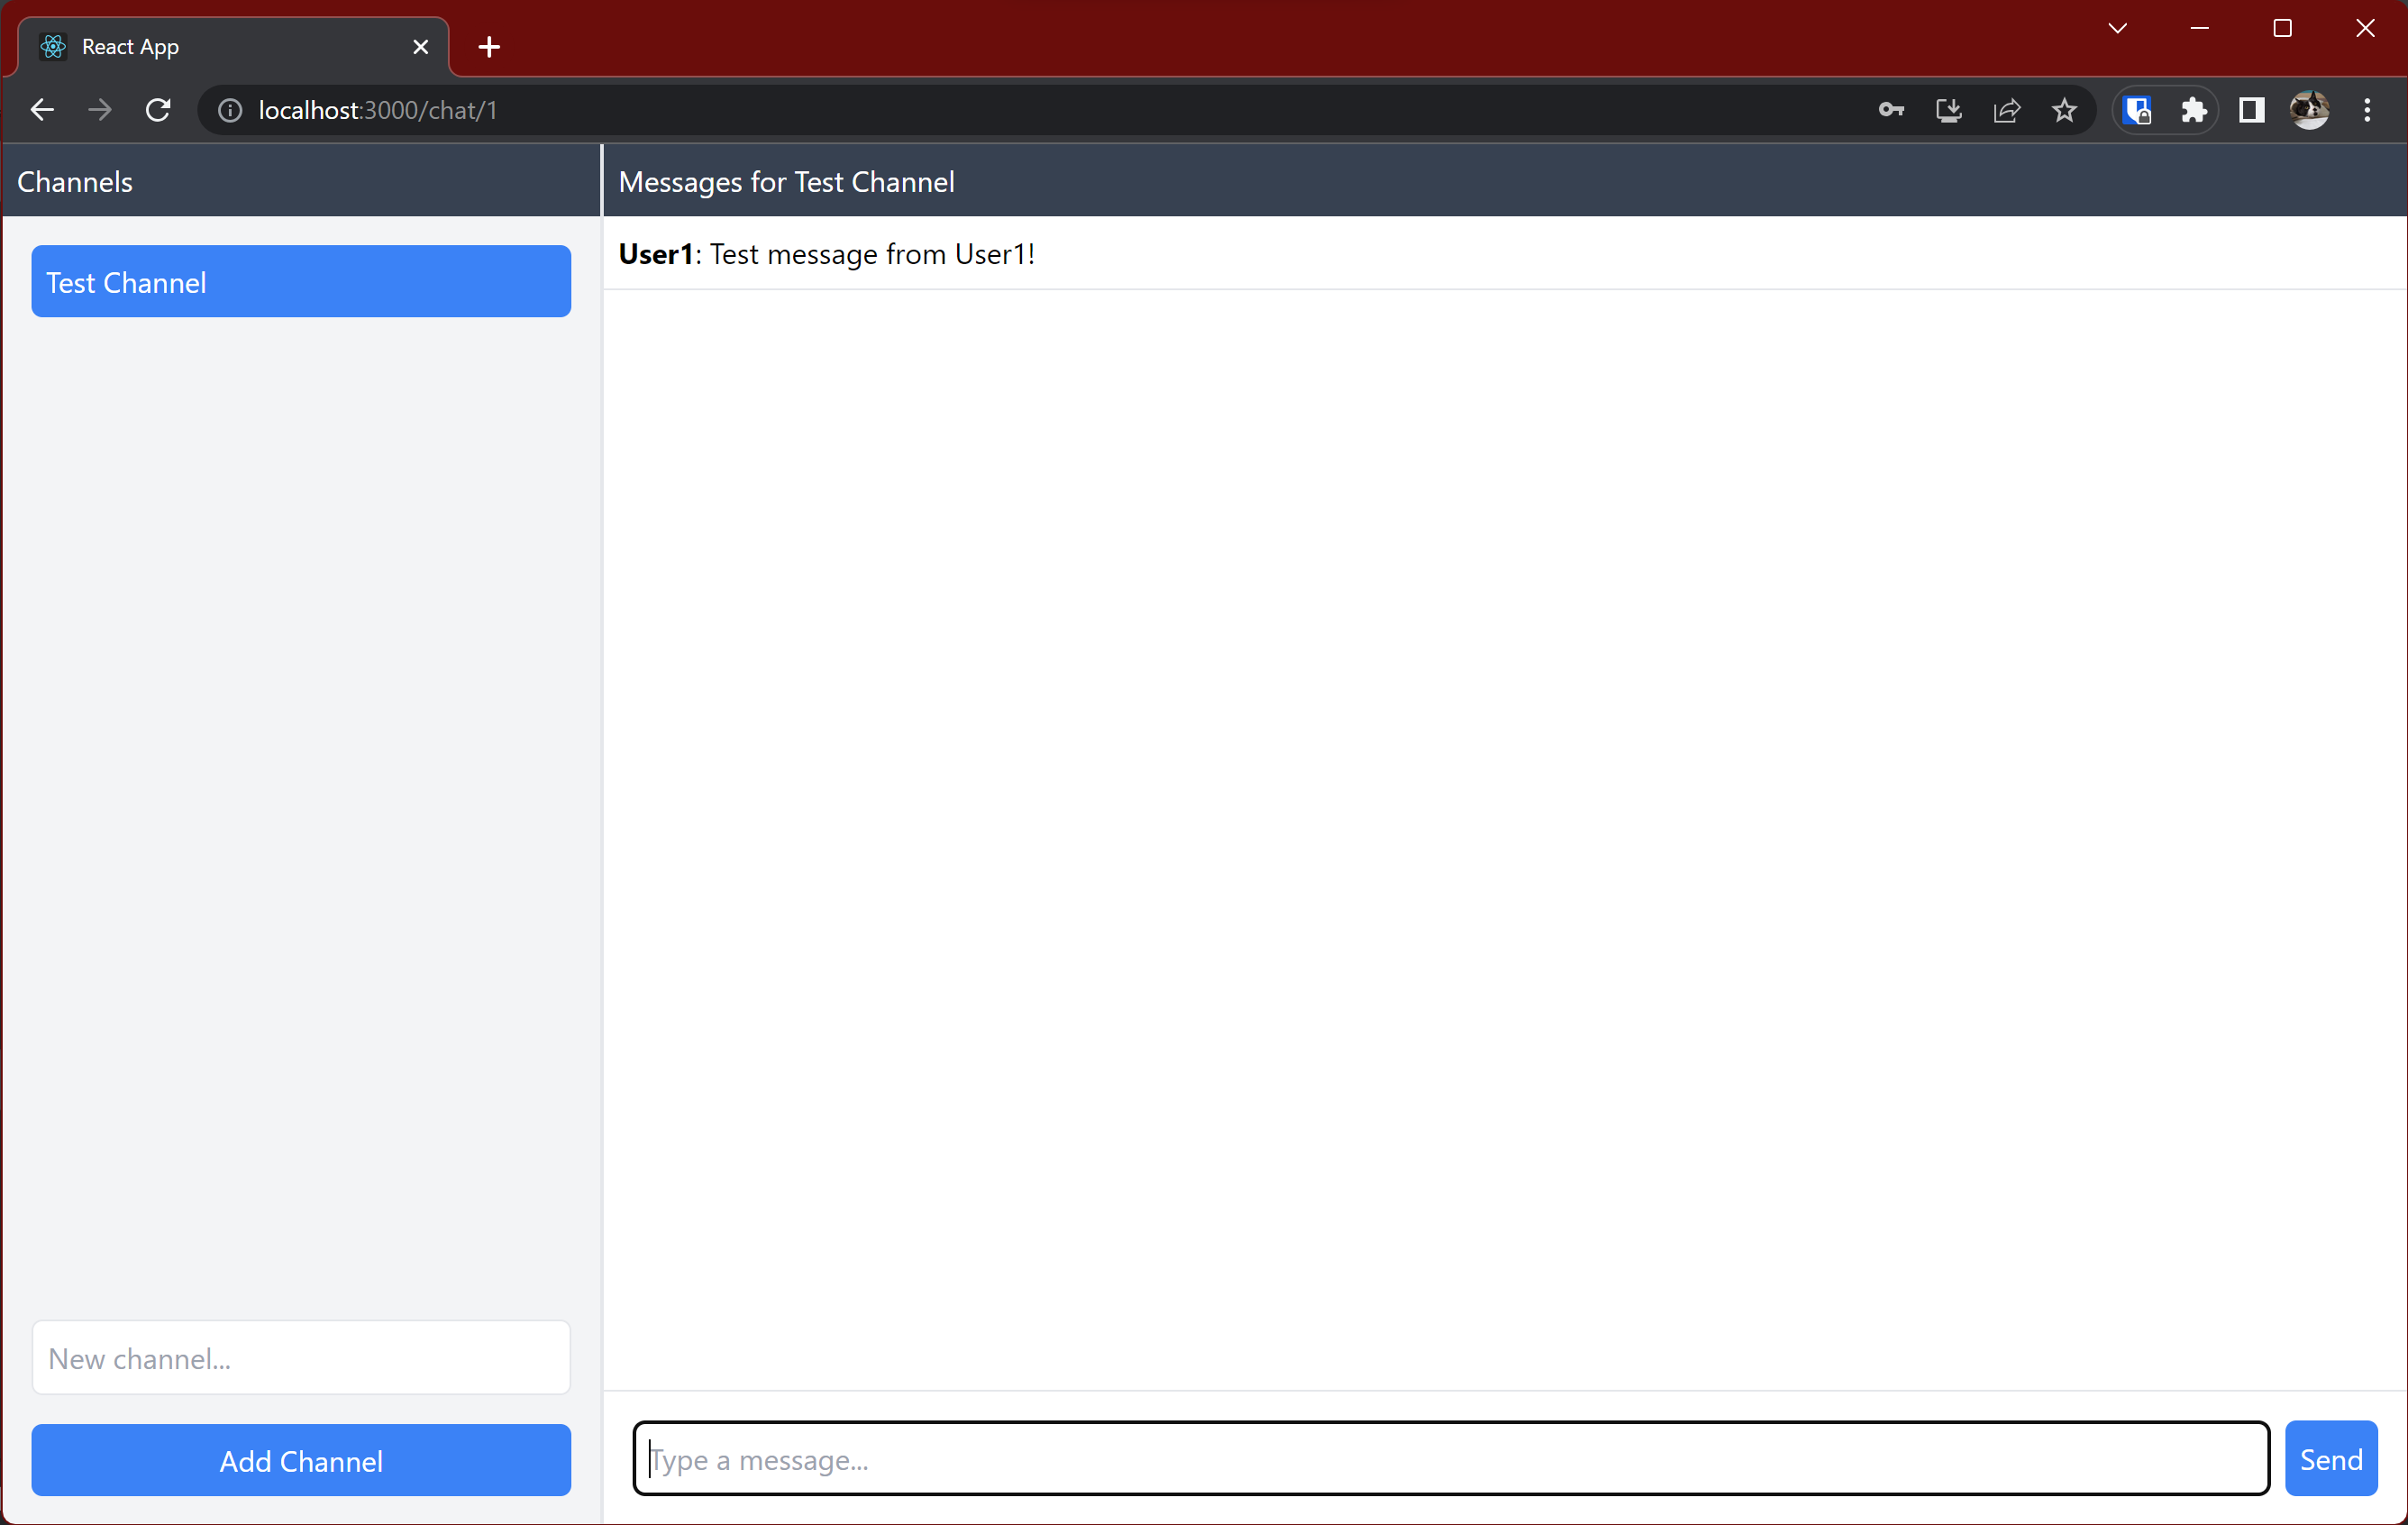 React App
localhost:3000/chat/1
Channels
Messages for Test Channel
Test Channel
User1: Test message from User1!
New channel...
Add Channel
Type a message...
Send